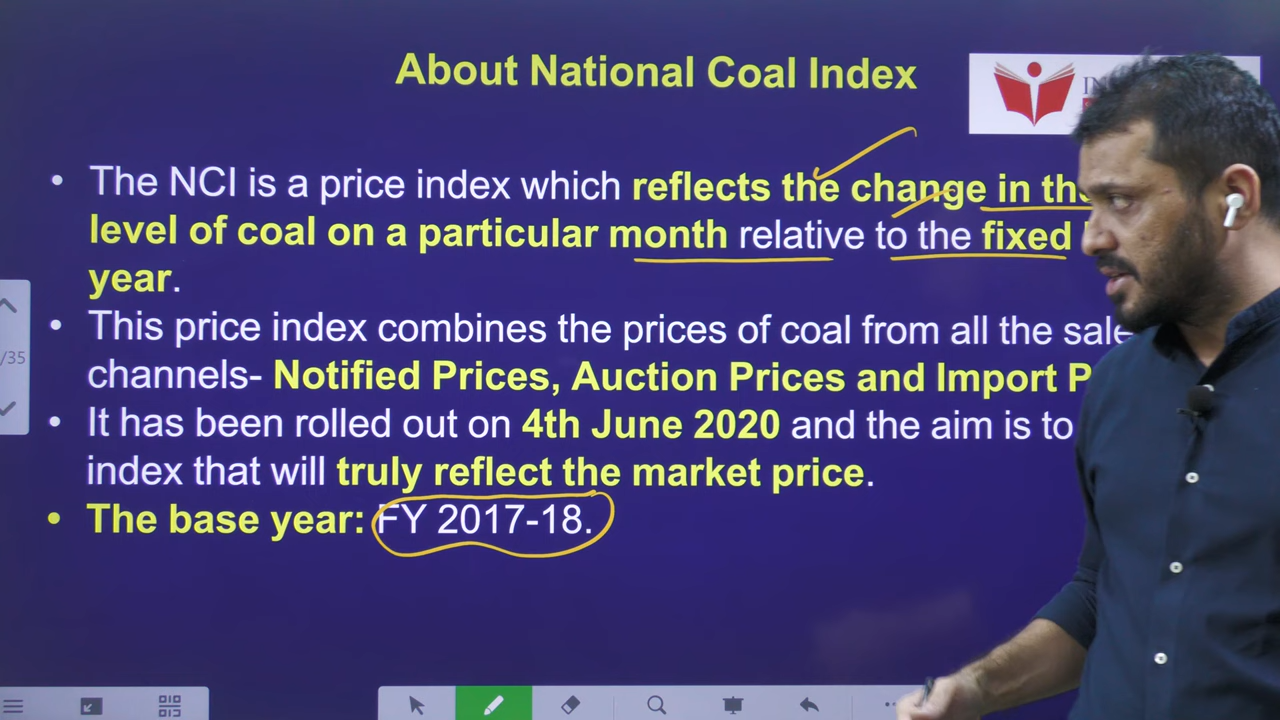 About National Coal Index
• The NCI is a price index which reflects the change in the
level of coal on a particular month relative to the fixed
year.
• This price index combines the prices of coal from all the sale
channels- Notified Prices, Auction Prices and Import
• It has been rolled out on 4th June 2020 and the aim is to
index that will truly reflect the market price.
• The base year: FY 2017-18.
/35